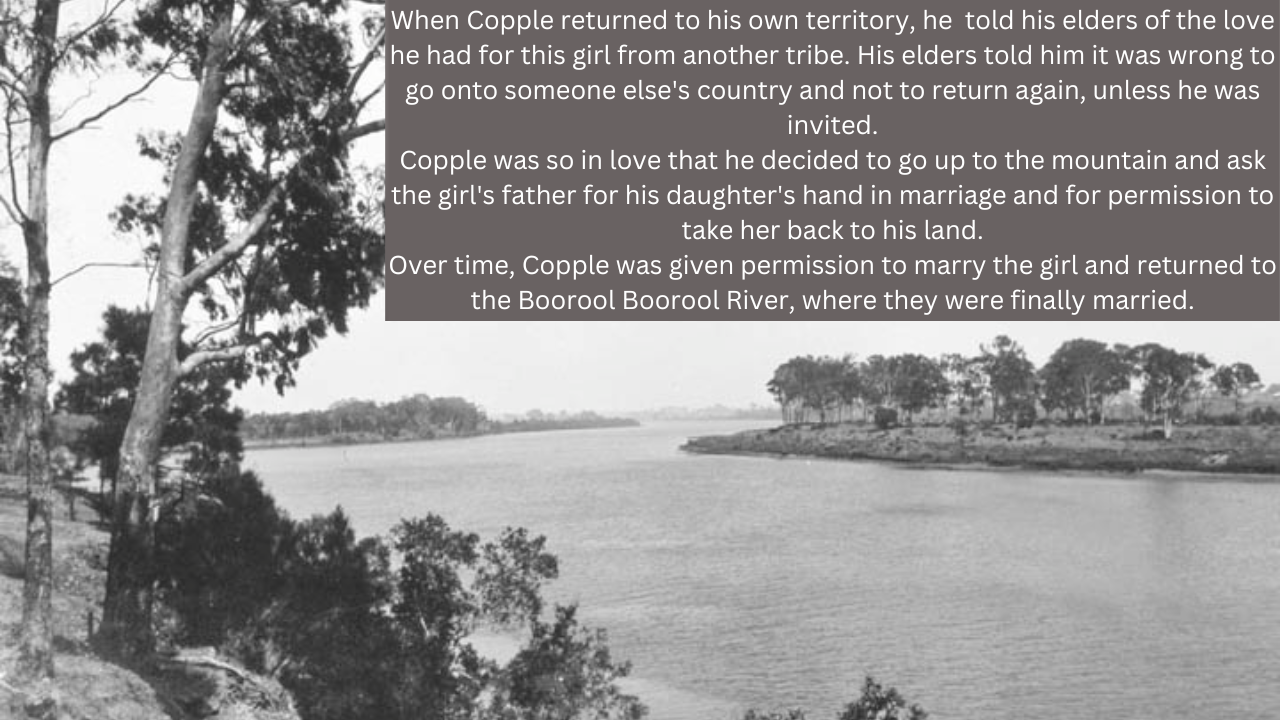 When Copple returned to his own territory, he  told his elders of the love
he had for this girl from another tribe. His elders told him it was wrong to
go onto someone else's country and not to return again, unless he was
invited.
Copple was so in love that he decided to go up to the mountain and ask
the girl's father for his daughter's hand in marriage and for permission to
take her back to his land.
Over time, Copple was given permission to marry the girl and returned to
the Boorool Boorool River, where they were finally married.